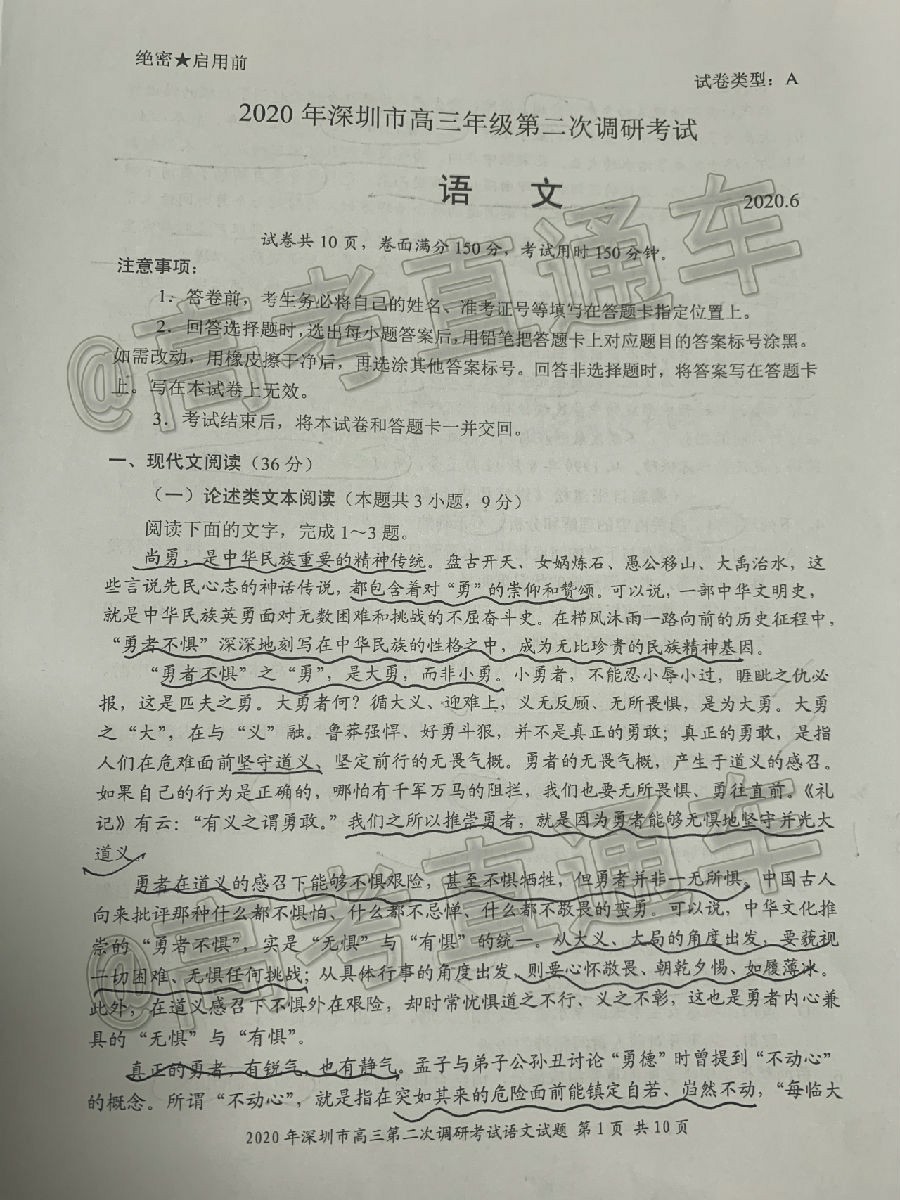 绝密★启用前
试卷类型：A
2020年深圳市高三年级第二次调研考试
语 文
2020.6
试卷共10页，卷面满分150分，考试用时150分钟。
注意事项：
1．答卷前，考生务必将自己的姓名、准考证号等填写在答题卡指定位置上。
2．回答选择题时，选出每小题答案后，用铅笔把答题卡上对应题目的答案标号涂黑。
如需改动，用橡皮擦干净后，再选涂其他答案标号。回答非选择题时，将答案写在答题卡
上。写在本试卷上无效。
3．考试结束后，将本试卷和答题卡一并交回。
一、现代文阅读（36分）
（一）论述类文本阅读（本题共3小题，9分）
阅读下面的文字，完成1～3题。
尚勇，是中华民族重要的精神传统。盘古开天、女娲炼石、愚公移山、大禹治水，这
些言说先民心志的神话传说，都包含着对“勇”的崇仰和赞颂。可以说，一部中华文明史，
就是中华民族英勇面对无数困难和挑战的不屈奋斗史。在栉风沐雨一路向前的历史征程中，
“勇者不惧”深深地刻写在中华民族的性格之中，成为无比珍贵的民族精神基因。
“勇者不惧”之“勇”，是大勇，而非小勇。小勇者，不能忍小辱小过，睚眦之仇必
报，这是匹夫之勇。大勇者何？循大义、迎难上，义无反顾、无所畏惧，是为大勇。大勇
之“大”，在与“义”融。鲁莽强悍、好勇斗狠，并不是真正的勇敢；真正的勇敢，是指
人们在危难面前坚守道义、坚定前行的无畏气概。勇者的无畏气概，产生于道义的感召。
如果自己的行为是正确的，哪怕有千军万马的阻拦，我们也要无所畏惧、勇往直前。《礼
记》有云：“有义之谓勇敢。”我们之所以推崇勇者，就是因为勇者能够无惧地坚守并光大
道义。
勇者在道义的感召下能够不惧艰险，甚至不惧牺牲，但勇者并非一无所惧。中国古人
向来批评那种什么都不惧怕、什么都不忌惮、什么都不敬畏的蛮勇。可以说，中华文化推
崇的“勇者不惧”，实是“无惧”与“有惧”的统一。从大义、大局的角度出发，要藐视
一切困难、无惧任何挑战；从具体行事的角度出发，则要心怀敬畏、朝乾夕惕、如履薄冰。
此外，在道义感召下不惧外在艰险，却时常忧惧道之不行、义之不彰，这也是勇者内心兼
具的“无惧”与“有惧”。
真正的勇者，有锐气，也有静气。孟子与弟子公孙丑讨论“勇德”时曾提到“不动心”
的概念。所谓“不动心”，就是指在突如其来的危险面前能镇定自若、岿然不动，“每临大
2020年深圳市高三第二次调研考试语文试题 第1页 共10页
@高考直通车
@高考直通车